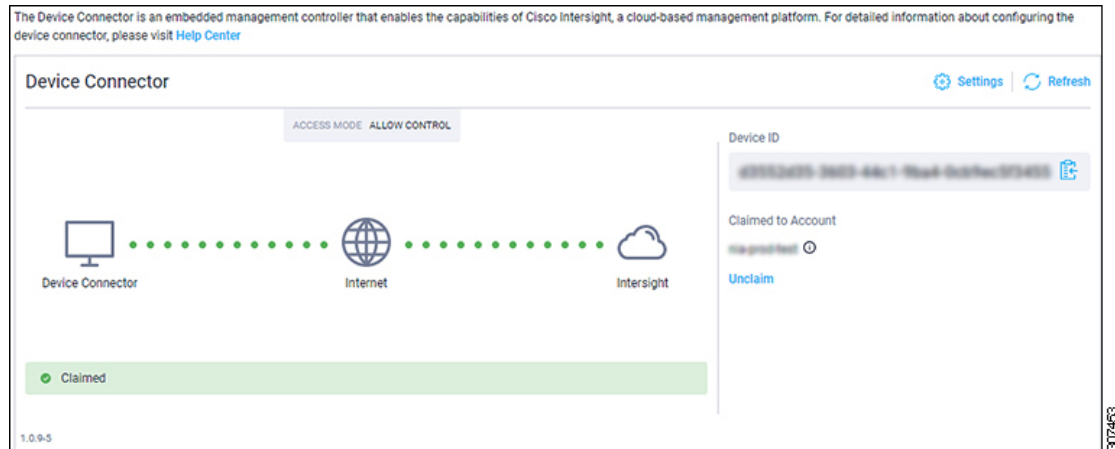 The Device Connector is an embedded management controller that enables the capabilities of Cisco Intersight, a cloud-based management platform. For detailed information about configuring the
device connector, please visit Help Center
Device Connector
Settings
Refresh
ACCESS MODE ALLOW CONTROL
Device ID
Claimed to Account
Device Connector
Internet
Intersight
Unclaim
Claimed
1.0.9-5
307463